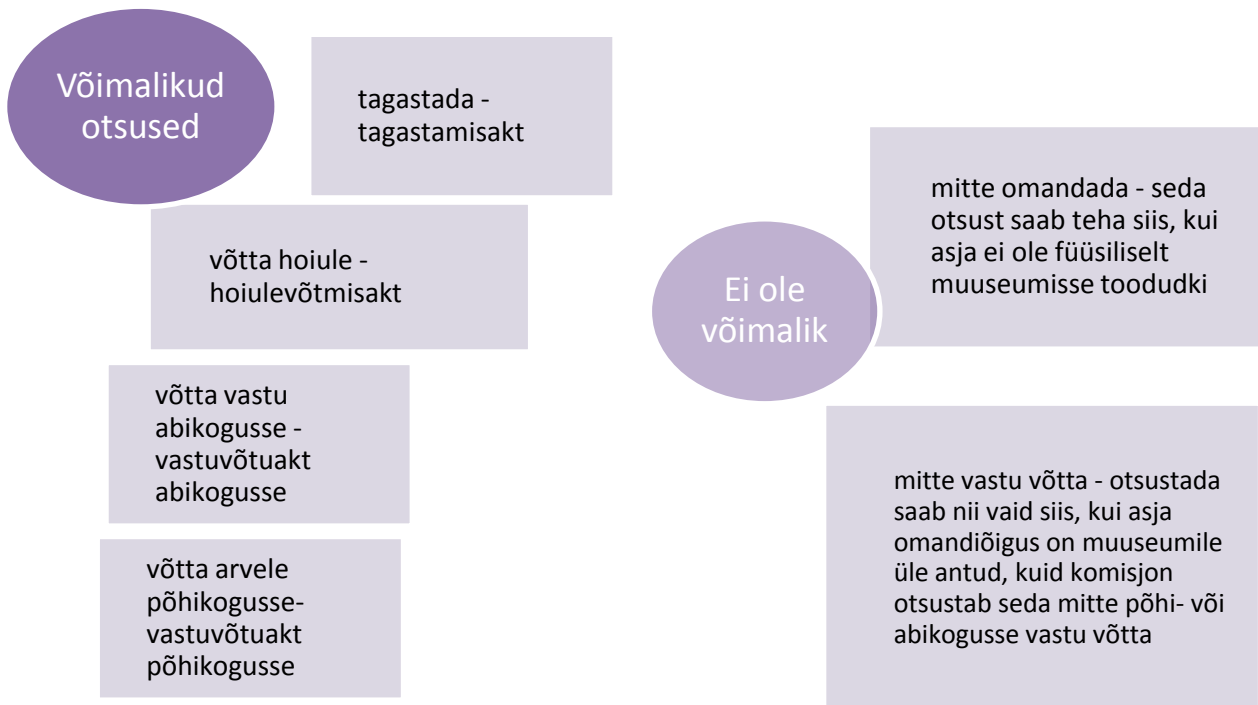 Võimalikud
otsused
tagastada -
tagastamisakt
võtta hoiule -
hoiulevõtmisakt
võtta vastu
abikogusse -
vastuvõtuakt
abikogusse
võtta arvele
põhikogusse-
vastuvõtuakt
põhikogusse
Ei ole
võimalik
mitte omandada - seda
otsust saab teha siis, kui
asja ei ole füüsiliselt
muuseumisse toodudki
mitte vastu võtta - otsustada
saab nii vaid siis, kui asja
omandiõigus on muuseumile
üle antud, kuid komisjon
otsustab seda mitte põhi- või
abikogusse vastu võtta